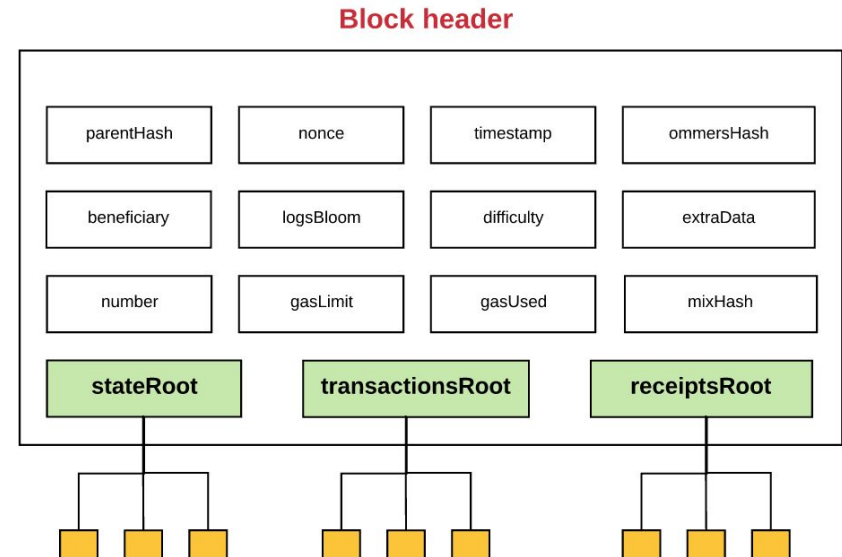 Block header
parentHash
nonce
timestamp
ommersHash
beneficiary
logsBloom
difficulty
extraData
number
gasLimit
gasUsed
mixHash
stateRoot
transactionsRoot
receiptsRoot